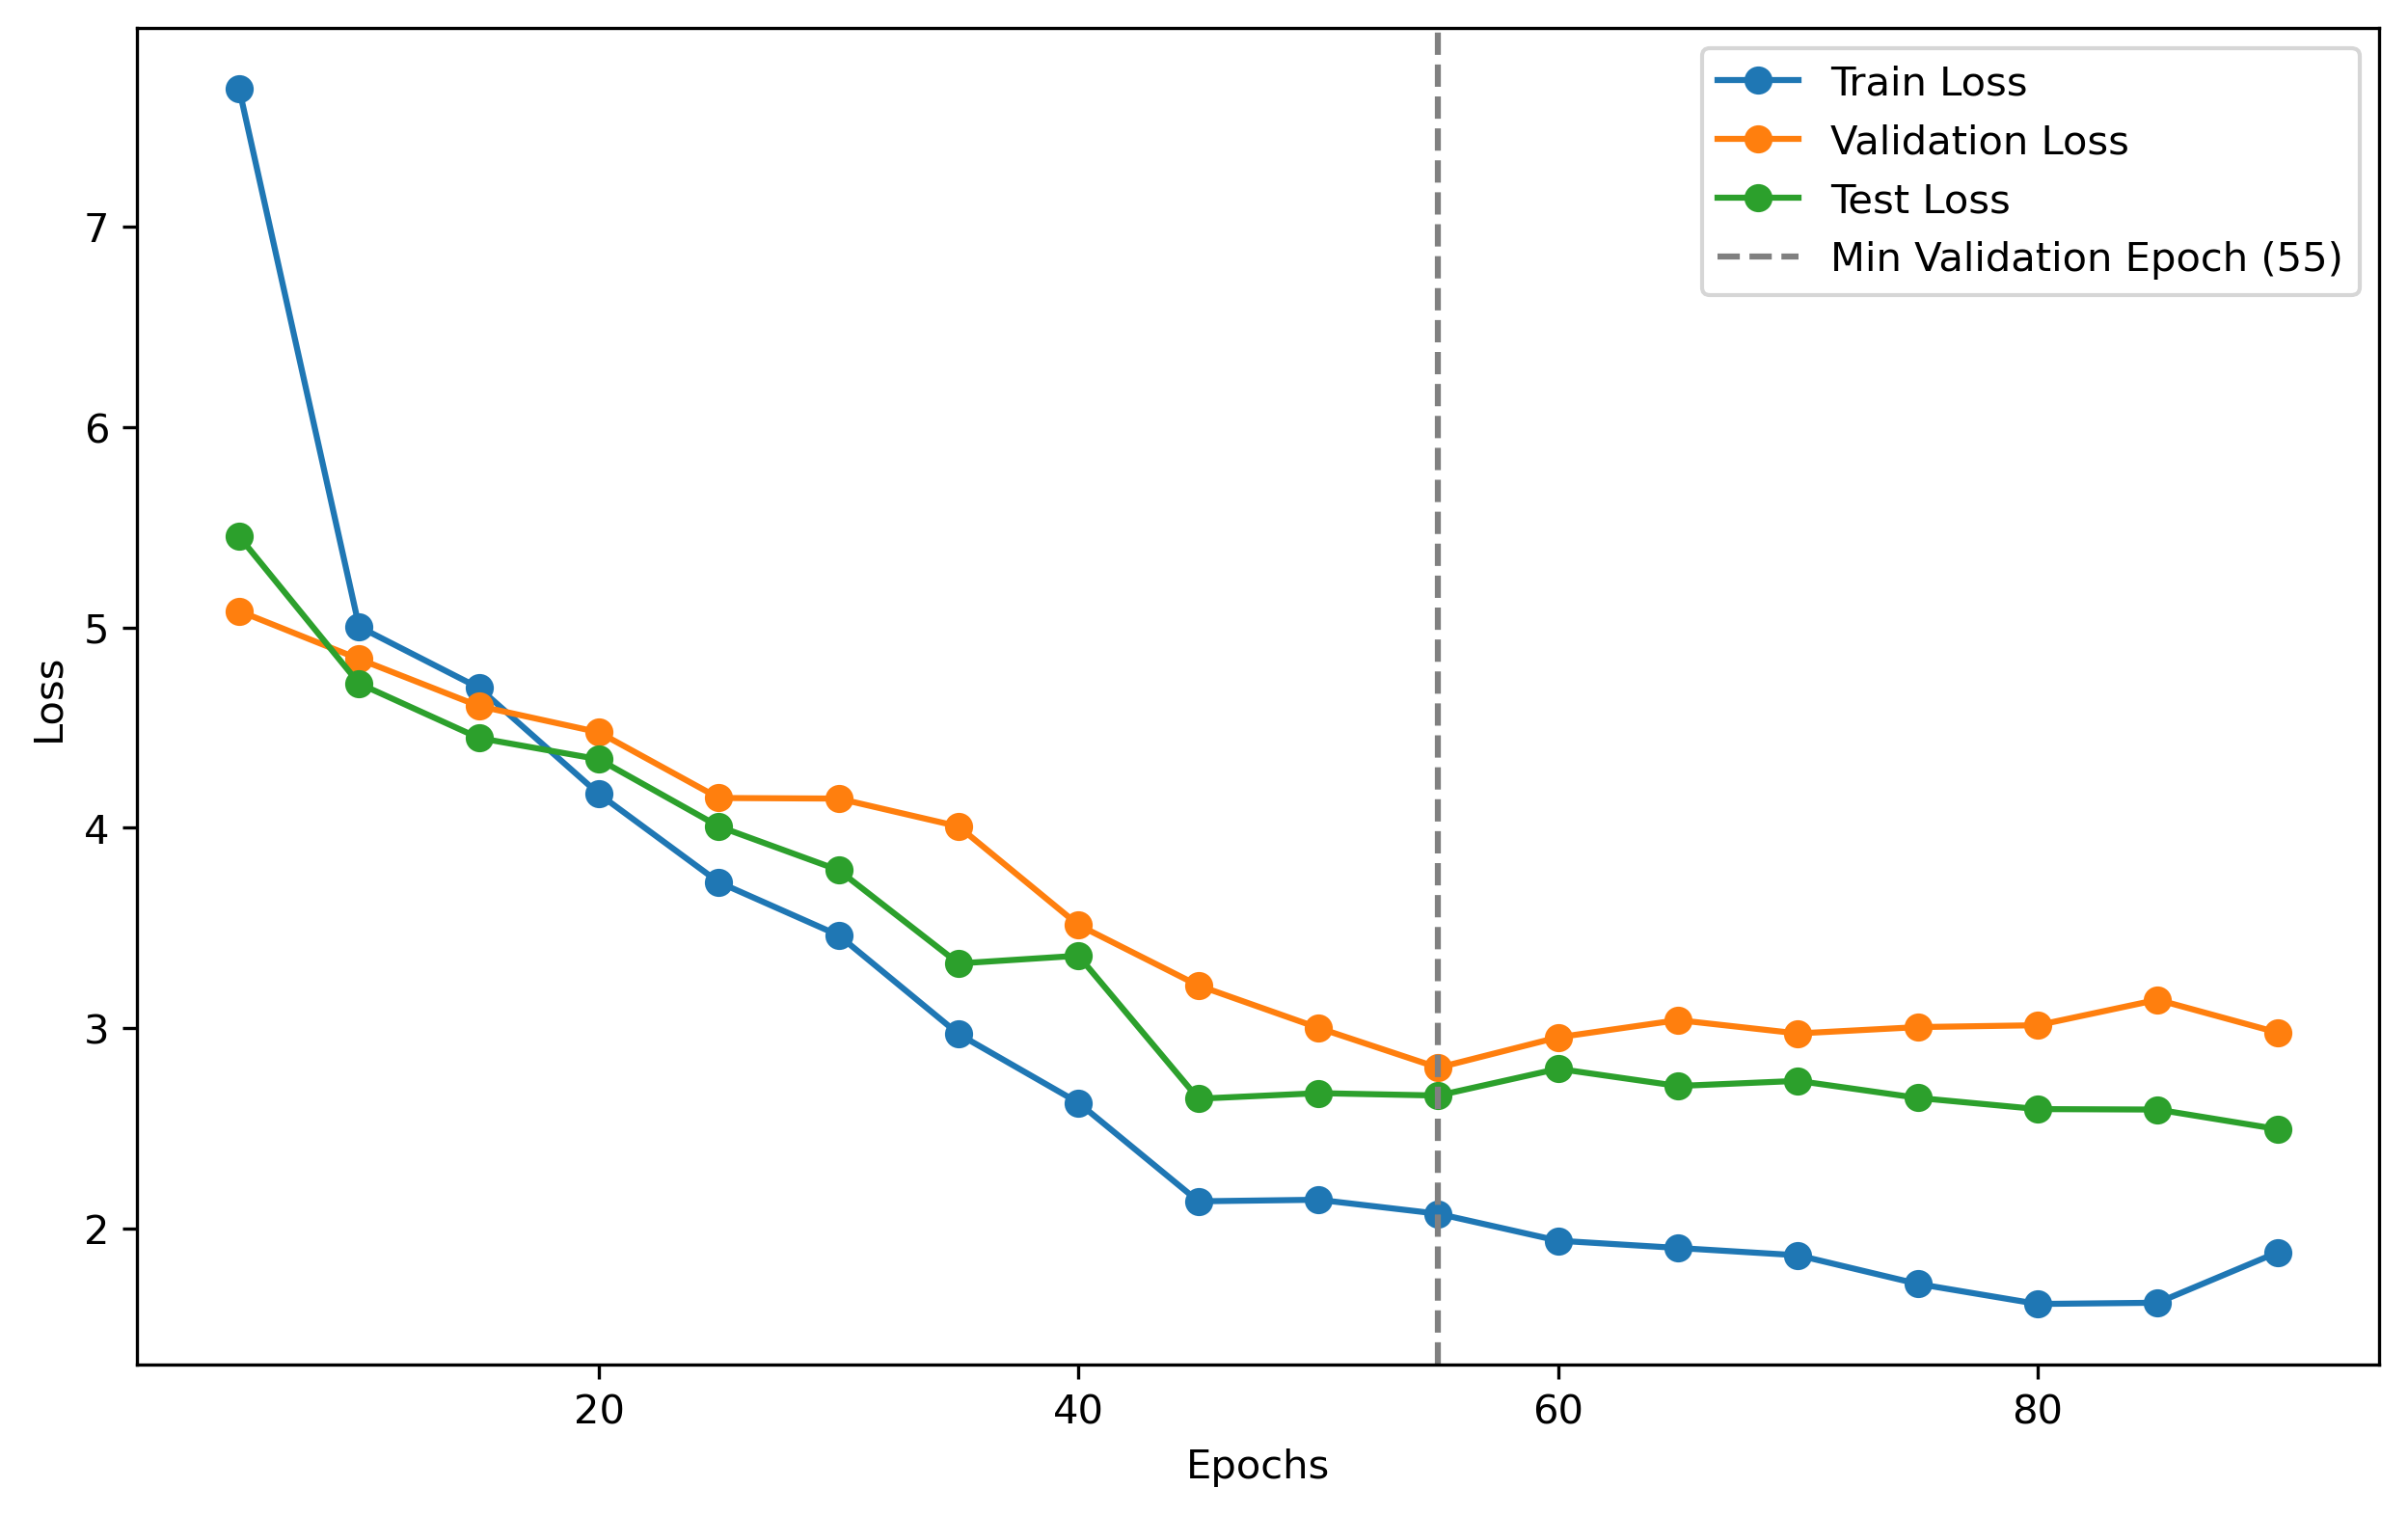 Train Loss
Validation Loss
Test Loss
Min Validation Epoch (55)
7
6
5
4
3
2
Loss
20 40 60 80
Epochs